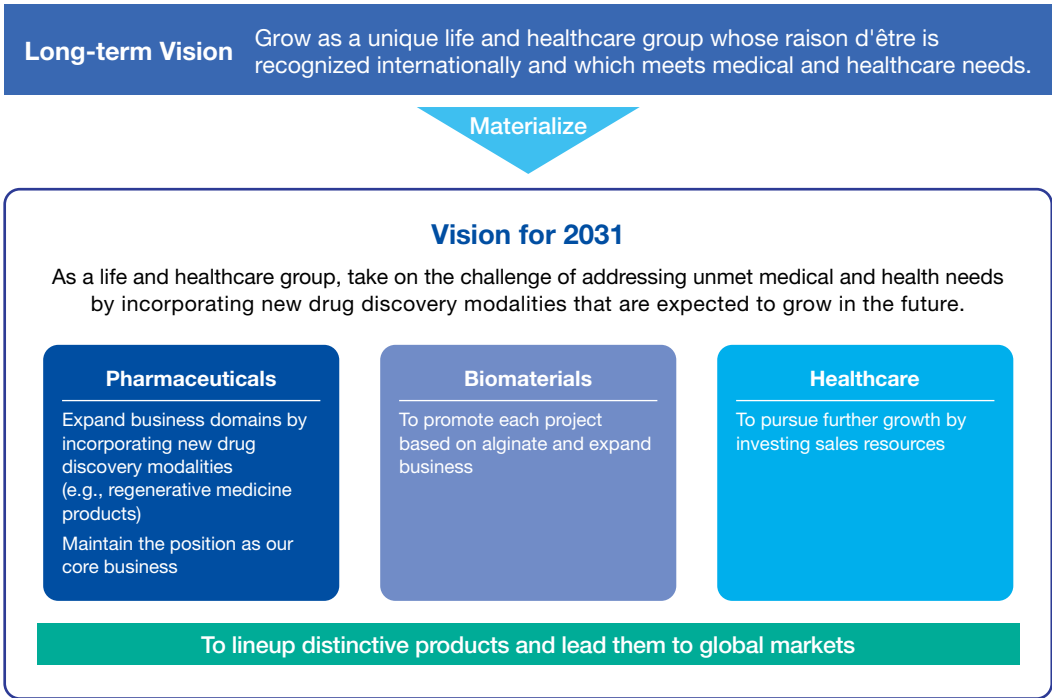 Long-term Vision
Grow as a unique life and healthcare group whose raison d'être is
recognized internationally and which meets medical and healthcare needs.
Materialize
Vision for 2031
As a life and healthcare group, take on the challenge of addressing unmet medical and health needs
by incorporating new drug discovery modalities that are expected to grow in the future.
Pharmaceuticals
Expand business domains by
incorporating new drug
discovery modalities
(e.g., regenerative medicine
products)
Maintain the position as our
core business
Biomaterials
To promote each project
based on alginate and expand
business
Healthcare
To pursue further growth by
investing sales resources
To lineup distinctive products and lead them to global markets